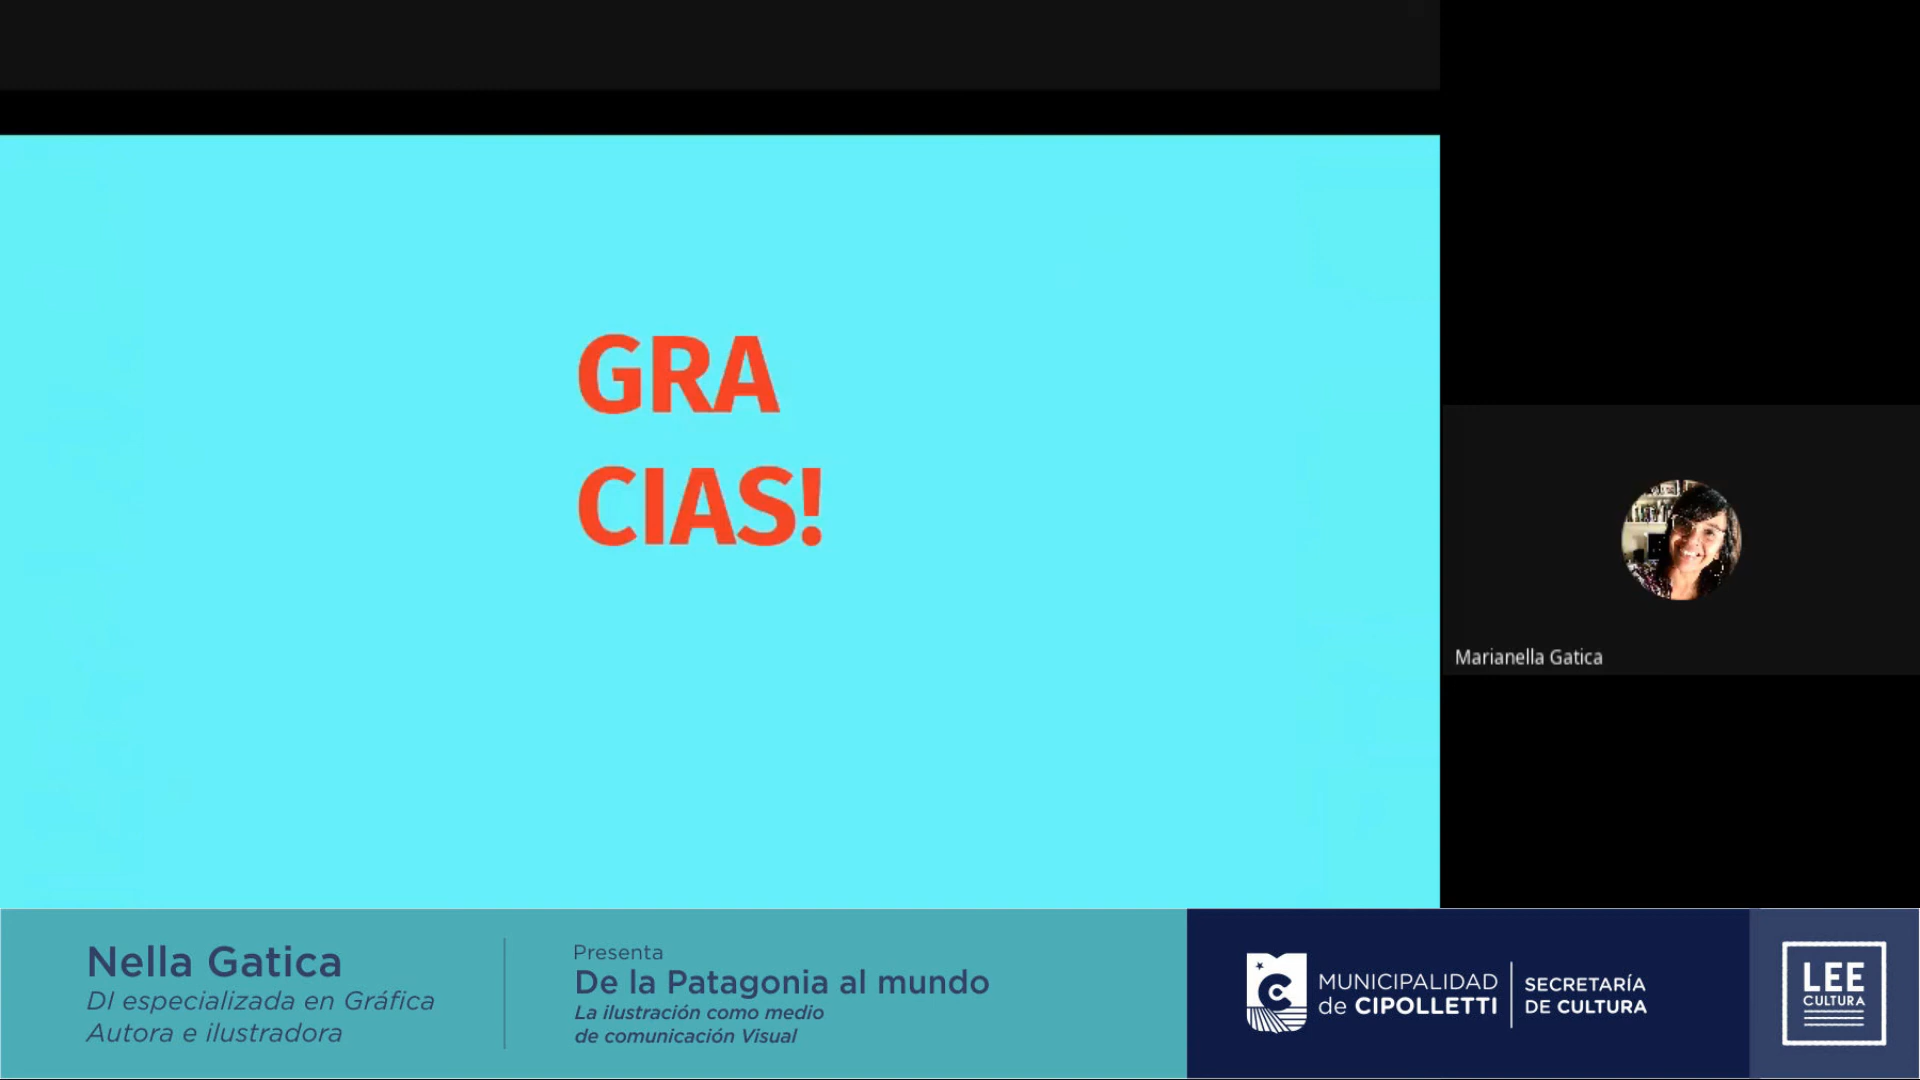 GRA
CIAS!
Marianella Gatica
Nella Gatica
DI especializada en Gráfica
Autora e ilustradora
Presenta
De la Patagonia al mundo
La ilustración como medio
de comunicación Visual
MUNICIPALIDAD
de CIPOLLETTI
SECRETARÍA
DE CULTURA
LEE
CULTURA